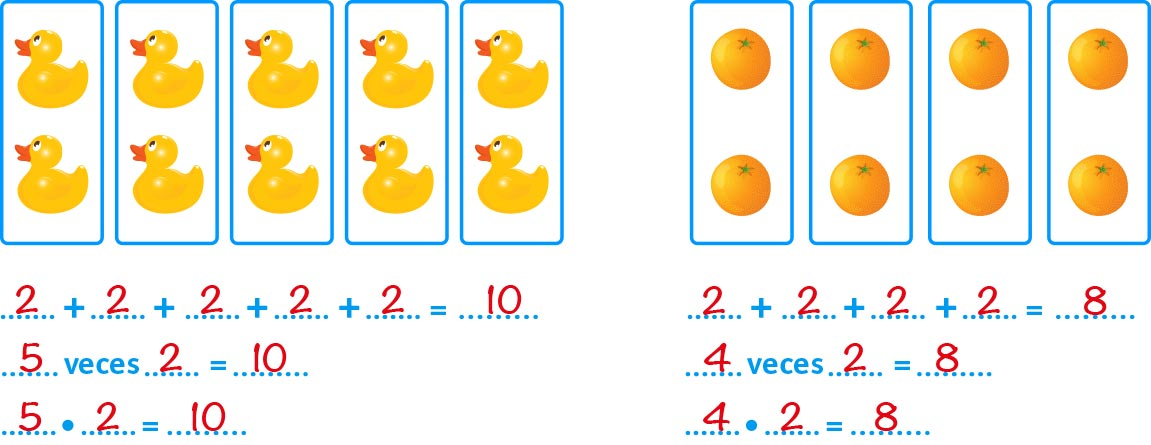 2 + 2 + 2 + 2 + 2 = 10
5 veces 2 = 10
5 • 2 = 10
2 + 2 + 2 + 2 = 8
4 veces 2 = 8
4 • 2 = 8